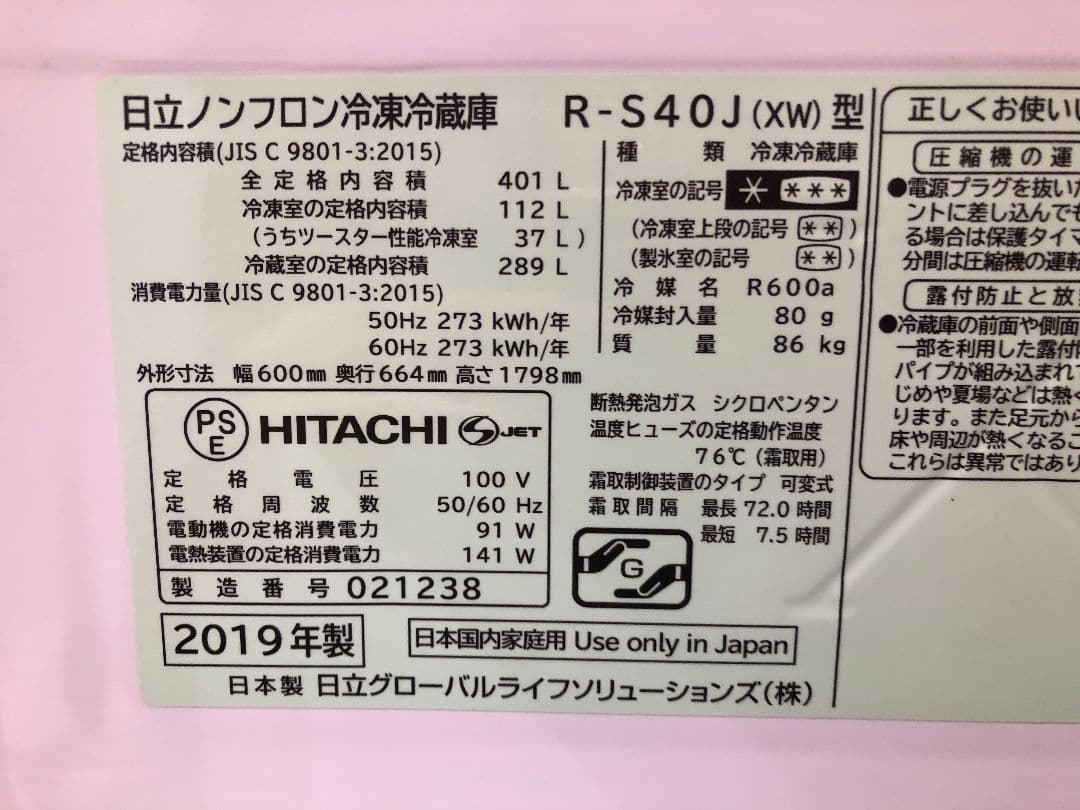 日立ノンフロン冷凍冷蔵庫 R-S40J(XW)型
定格内容積(JIS C 9801-3:2015)
全定格内容積 401 L
冷凍室の定格内容積 112 L
(うちツースター性能冷凍室 37 L)
冷蔵室の定格内容積 289 L
消費電力量(JIS C 9801-3:2015)
50Hz 273 kWh/年
60Hz 273 kWh/年
外形寸法 幅600mm 奥行664mm 高さ1798mm
種類 冷凍冷蔵庫
冷凍室の記号 * ***
(冷凍室上段の記号 **)
(製氷室の記号 **)
冷媒名 R600a
冷媒封入量 80 g
質量 86 kg
PS E HITACHI S JET
定格電圧 100 V
定格周波数 50/60 Hz
電動機の定格消費電力 91 W
電熱装置の定格消費電力 141 W
製造番号 021238
断熱発泡ガス シクロペンタン
温度ヒューズの定格動作温度
76℃(霜取用)
霜取制御装置のタイプ 可変式
霜取間隔 最長 72.0 時間
最短 7.5 時間
G
2019年製
日本国内家庭用 Use only in Japan
日本製 日立グローバルライフソリューションズ(株)
正しくお使いい
圧縮機の運
●電源プラグを抜いた
ントに差し込んでも
る場合は保護タイマ
分間は圧縮機の運転
露付防止と放
●冷蔵庫の前面や側面
一部を利用した露付防
パイプが組み込まれて
じめや夏場などは熱く
ります。また足元から
床や周辺が熱くなるこ
これらは異常ではあり